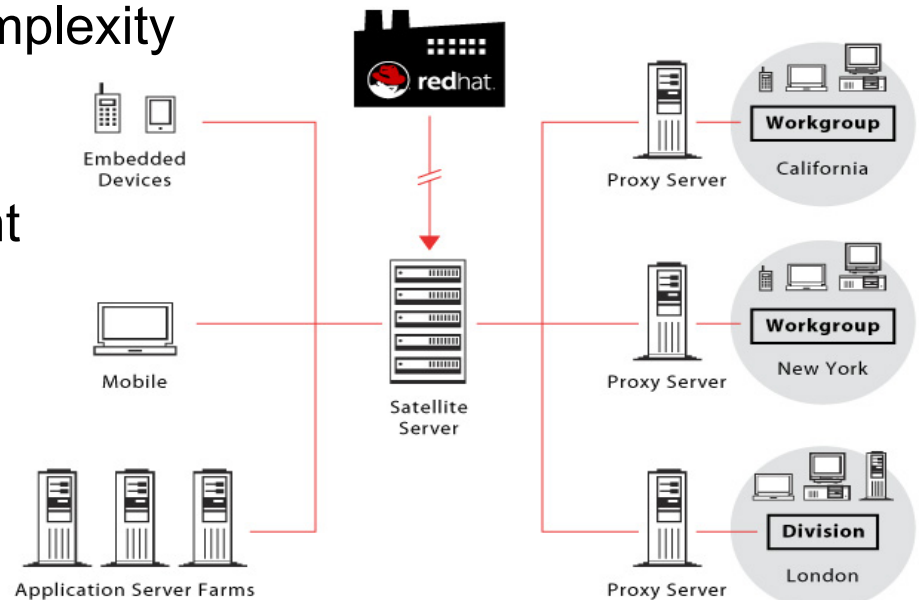 mplexity
nt
redhat.
Embedded
Devices
Mobile
Application Server Farms
Satellite
Server
Proxy Server
Workgroup
California
Proxy Server
Workgroup
New York
Proxy Server
Division
London